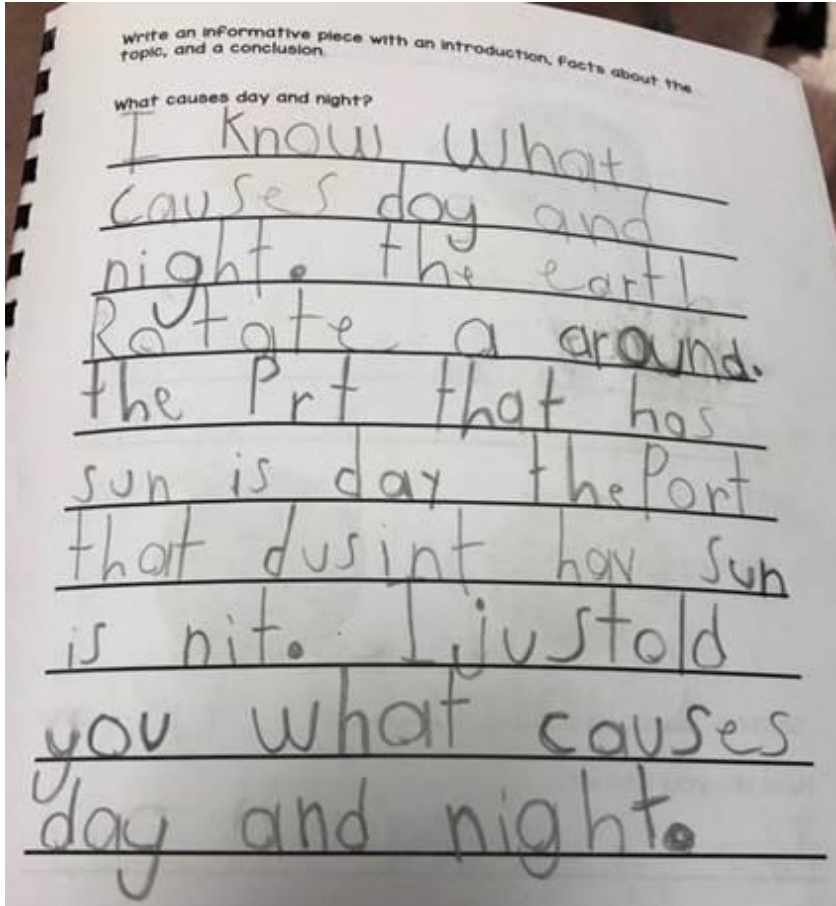 Write an informative piece with an introduction, facts about the
topic, and a conclusion.
What causes day and night?
I know what
causes day and
night. the earth
Rotate a around.
the Prt that has
sun is day the Port
that dusint hav sun
is nit. I justold
you what causes
day and night.